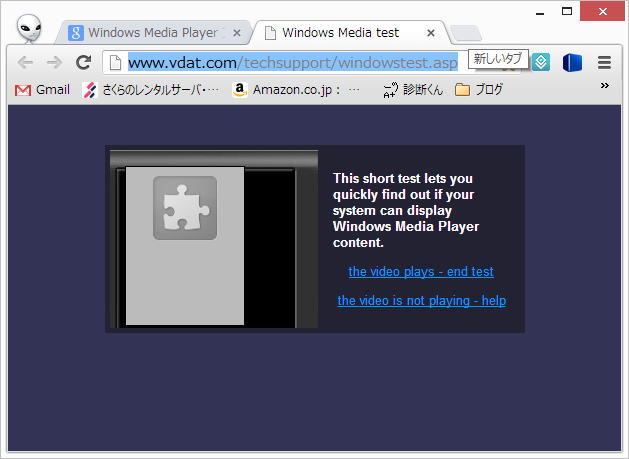 Windows Media Player
Windows Media test
www.vdat.com/techsupport/windowstest.asp
新しいタブ
Gmail
さくらのレンタルサーバ・…
Amazon.co.jp： …
診断くん
ブログ
This short test lets you
quickly find out if your
system can display
Windows Media Player
content.
the video plays - end test
the video is not playing - help